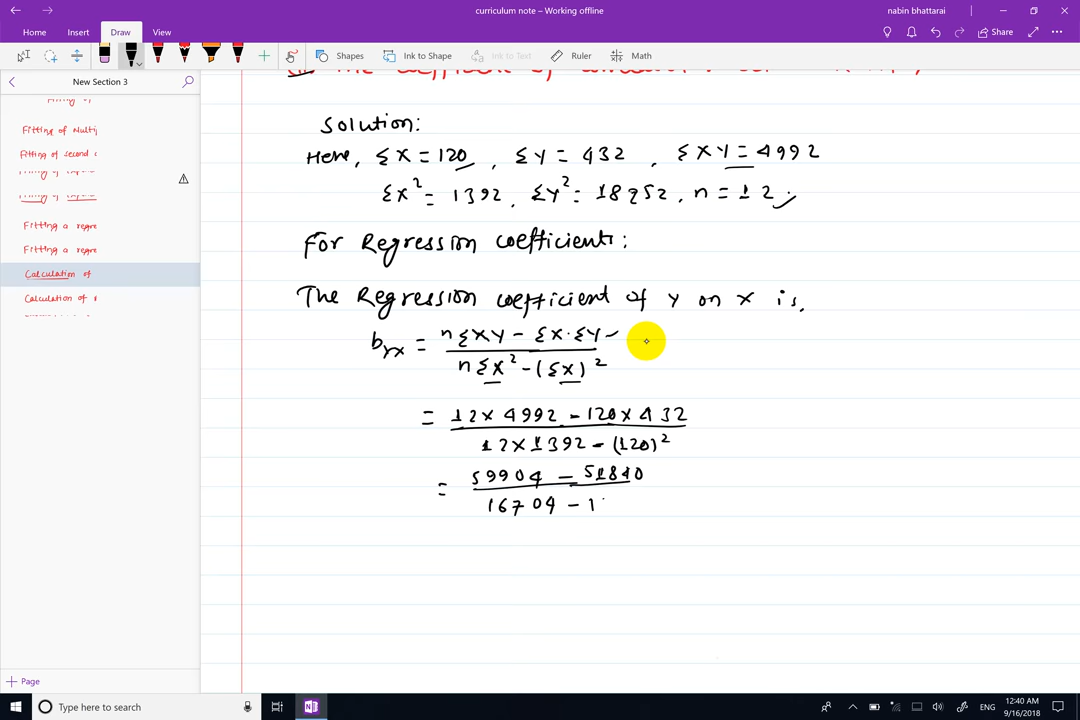 curriculum note – Working offline
nabin bhattarai
Home Insert Draw View
Share
Shapes Ink to Shape Ink to Text Ruler Math
New Section 3
Fitting of
Fitting of Multip
Fitting of second
Fitting a regre
Fitting a regre
Calculation of
Calculation of
Solution:
Here, ΣX = 120, ΣY = 432, ΣXY = 4992
ΣX² = 1392, ΣY² = 18252, n = 12
For Regression coefficient:
The Regression coefficient of Y on X is,
b_YX = nΣXY - ΣX·ΣY
nΣX² - (ΣX)²
= 12×4992 - 120×432
12×1392 - (120)²
= 59904 - 51840
16704 - 1
+ Page
Type here to search
ENG
12:40 AM
9/16/2018